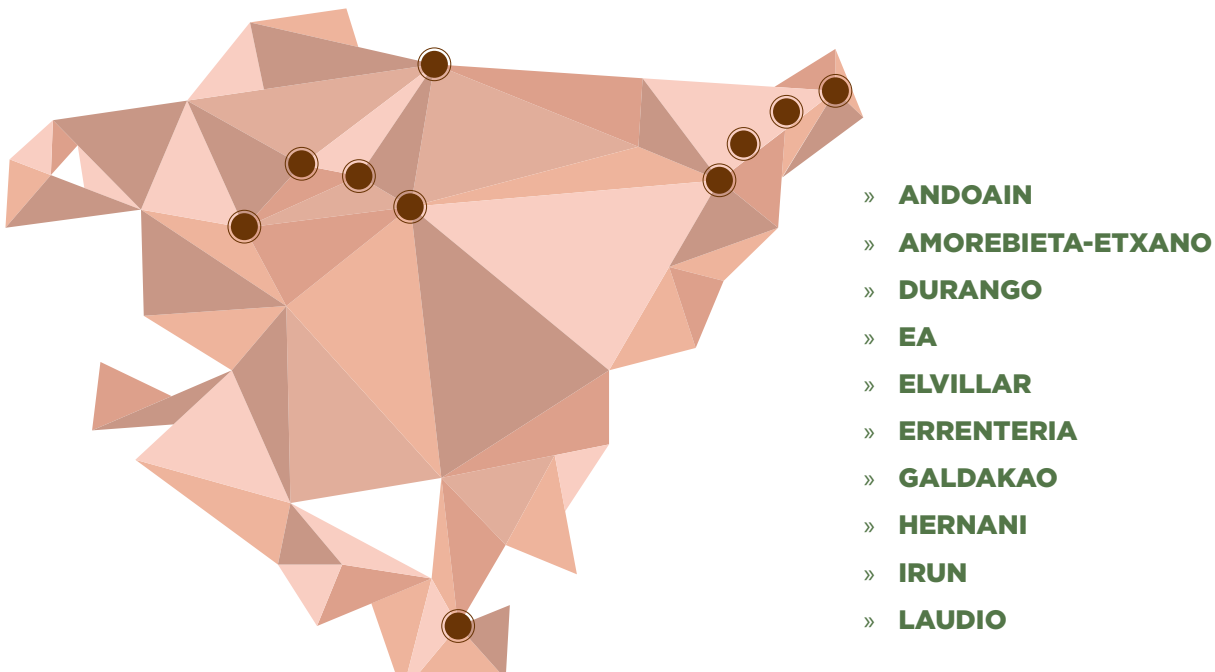 » ANDOAIN
» AMOREBIETA-ETXANO
» DURANGO
» EA
» ELVILLAR
» ERRENTERIA
» GALDAKAO
» HERNANI
» IRUN
» LAUDIO